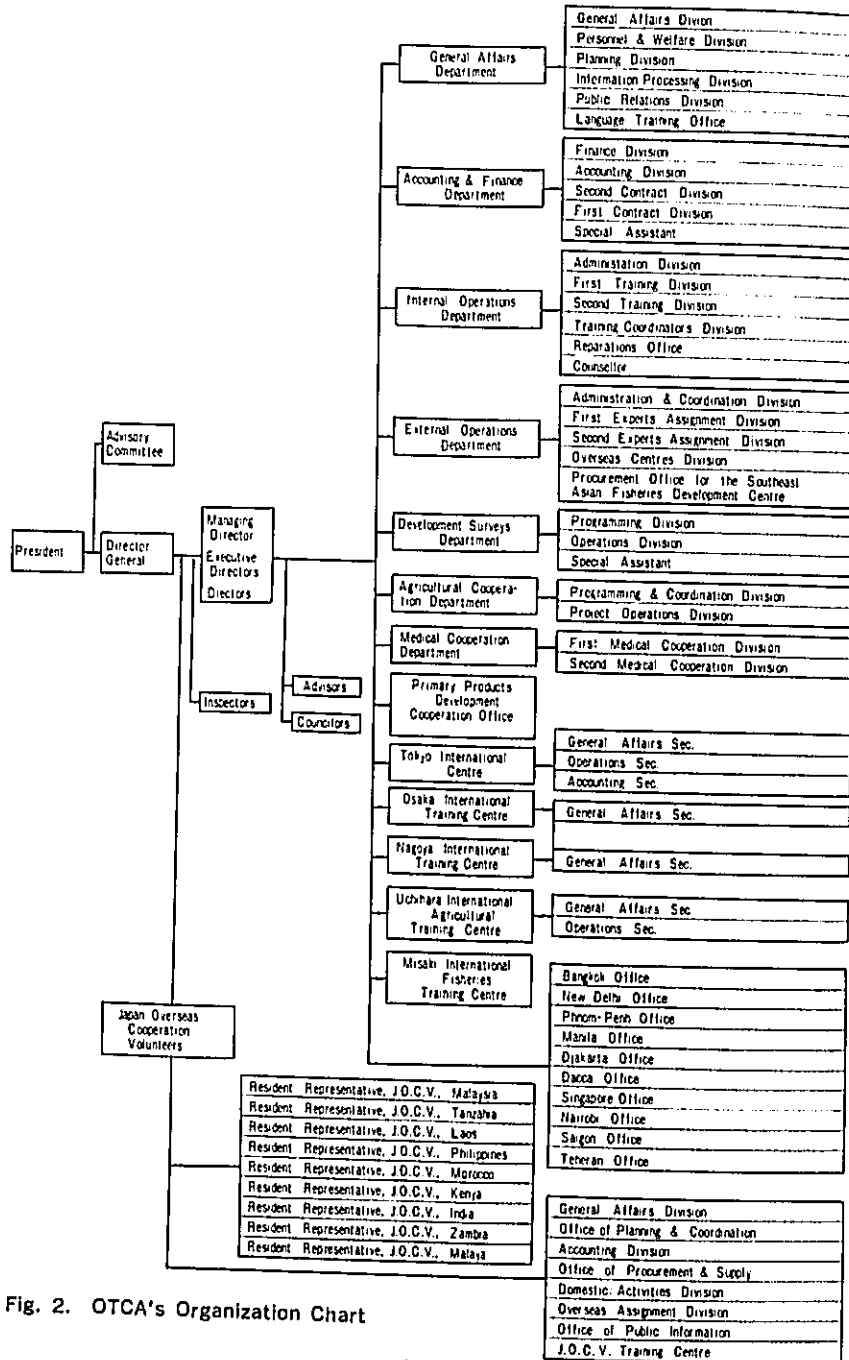 General Affairs Divion
Personnel & Welfare Division
Planning Division
Information Processing Division
Public Relations Division
Language Training Office
General Affairs
Department
Finance Division
Accounting Division
Second Contract Division
First Contract Division
Special Assistant
Accounting & Finance
Department
Administation Division
First Training Division
Second Training Division
Training Coordinators Division
Reparations Office
Counsellor
Internal Operations
Department
Administration & Coordination Division
First Experts Assignment Division
Second Experts Assignment Division
Overseas Centres Division
Procurement Office for the Southeast
Asian Fisheries Development Centre
External Operations
Department
Advisory
Committee
President
Director
General
Managing
Director
Executive
Directors
Diectors
Inspectors
Advisors
Councilors
Development Surveys
Department
Programming Division
Operations Division
Special Assistant
Agricultural Coopera-
tion Department
Programming & Coordination Division
Project Operations Division
Medical Cooperation
Department
First Medical Cooperation Division
Second Medical Cooperation Division
Primary Products
Development
Cooperation Office
Tokyo International
Centre
General Affairs Sec.
Operations Sec.
Accounting Sec.
Osaka International
Training Centre
General Affairs Sec.
Nagoya International
Training Centre
General Affairs Sec.
Uchihara International
Agricultural
Training Centre
General Affairs Sec
Operations Sec.
Misaki International
Fisheries
Training Centre
Bangkok Office
New Delhi Office
Phnom-Penh Office
Manila Office
Djakarta Office
Dacca Office
Singapore Office
Nairobi Office
Saigon Office
Teheran Office
Japan Overseas
Cooperation
Volunteers
Resident Representative, J.O.C.V., Malaysia
Resident Representative, J.O.C.V., Tanzania
Resident Representative, J.O.C.V., Laos
Resident Representative, J.O.C.V., Philippines
Resident Representative, J.O.C.V., Morocco
Resident Representative, J.O.C.V., Kenya
Resident Representative, J.O.C.V., India
Resident Representative, J.O.C.V., Zambia
Resident Representative, J.O.C.V., Malaja
General Affairs Division
Office of Planning & Coordination
Accounting Division
Office of Procurement & Supply
Domestic Activities Division
Overseas Assignment Division
Office of Public Information
J.O.C.V. Training Centre
Fig. 2. OTCA's Organization Chart